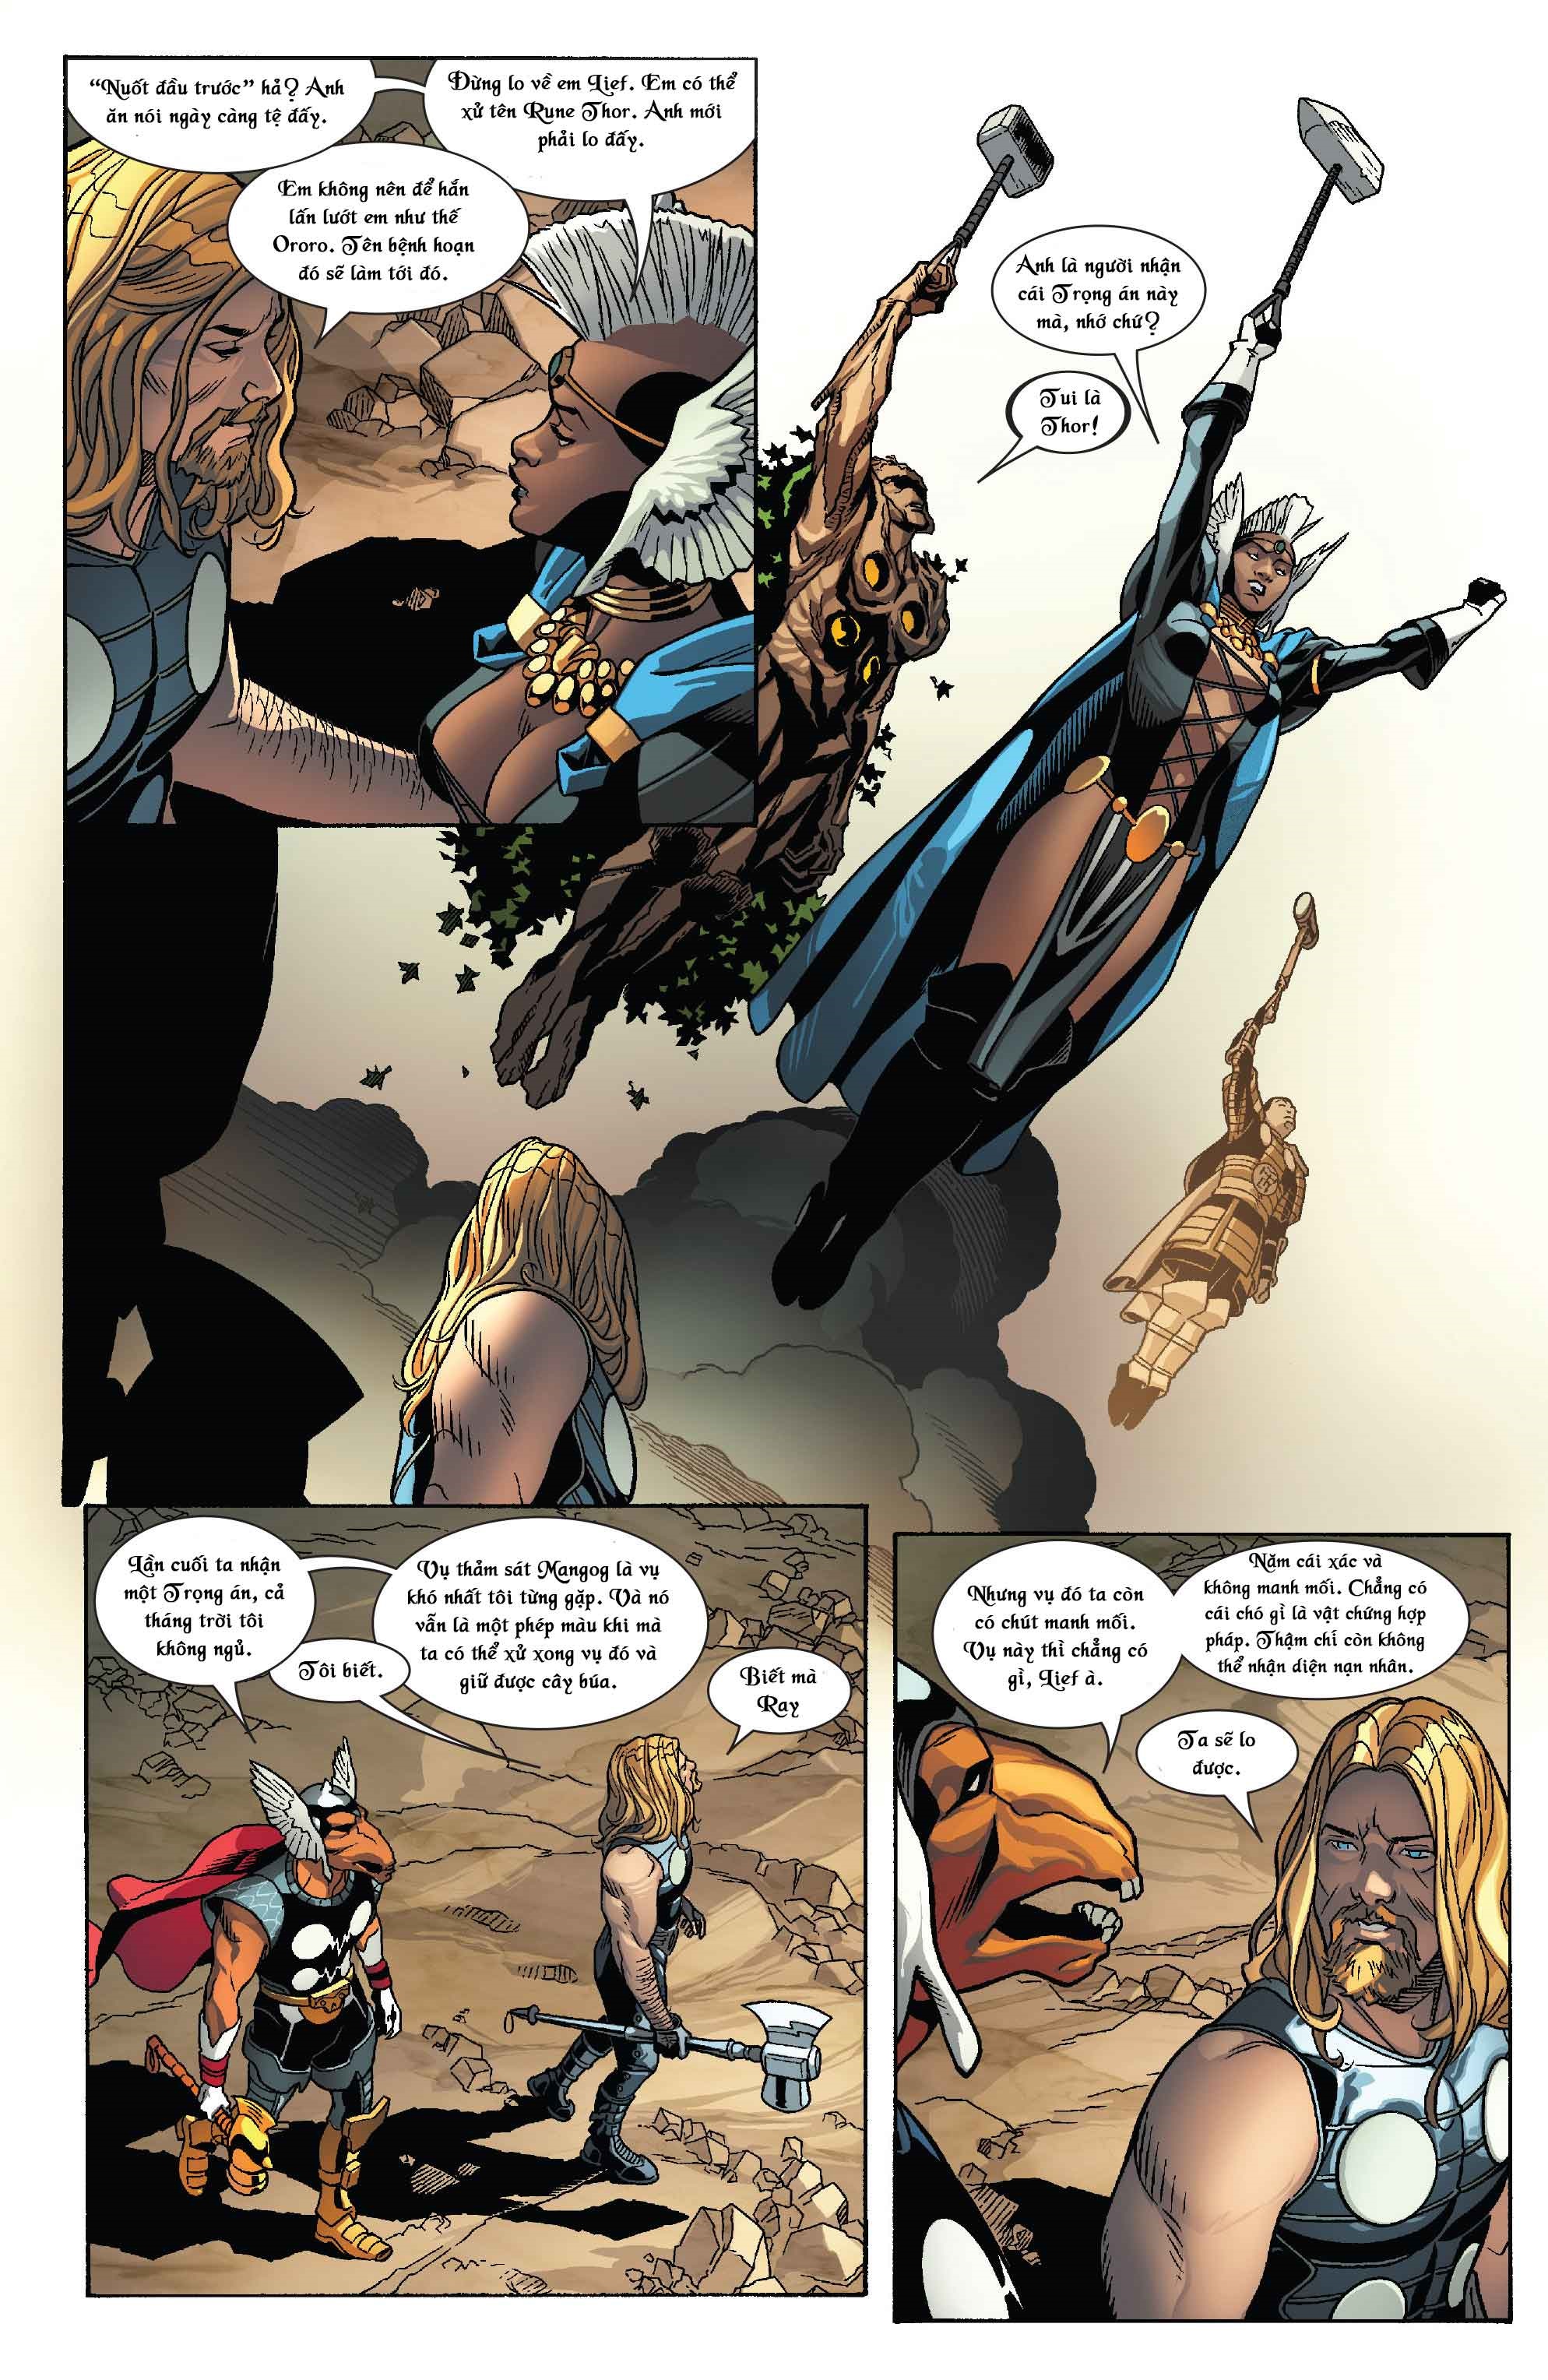 “Nuốt đầu trước” hả? Anh
ăn nói ngày càng tệ đấy.
Đừng lo về em Lief. Em có thể
xử tên Rune Thor. Anh mới
phải lo đấy.
Em không nên để hắn
lấn lướt em như thế
Ororo. Tên bệnh hoạn
đó sẽ làm tới đó.
Anh là người nhận
cái Trọng án này
mà, nhớ chứ?
Tui là
Thor!
Lần cuối ta nhận
một Trọng án, cả
tháng trời tôi
không ngủ.
Tôi biết.
Vụ thảm sát Mangog là vụ
khó nhất tôi từng gặp. Và nó
vẫn là một phép màu khi mà
ta có thể xử xong vụ đó và
giữ được cây búa.
Biết mà
Ray
Nhưng vụ đó ta còn
có chút manh mối.
Vụ này thì chẳng có
gì, Lief à.
Năm cái xác và
không manh mối. Chẳng có
cái chó gì là vật chứng hợp
pháp. Thậm chí còn không
thể nhận diện nạn nhân.
Ta sẽ lo
được.